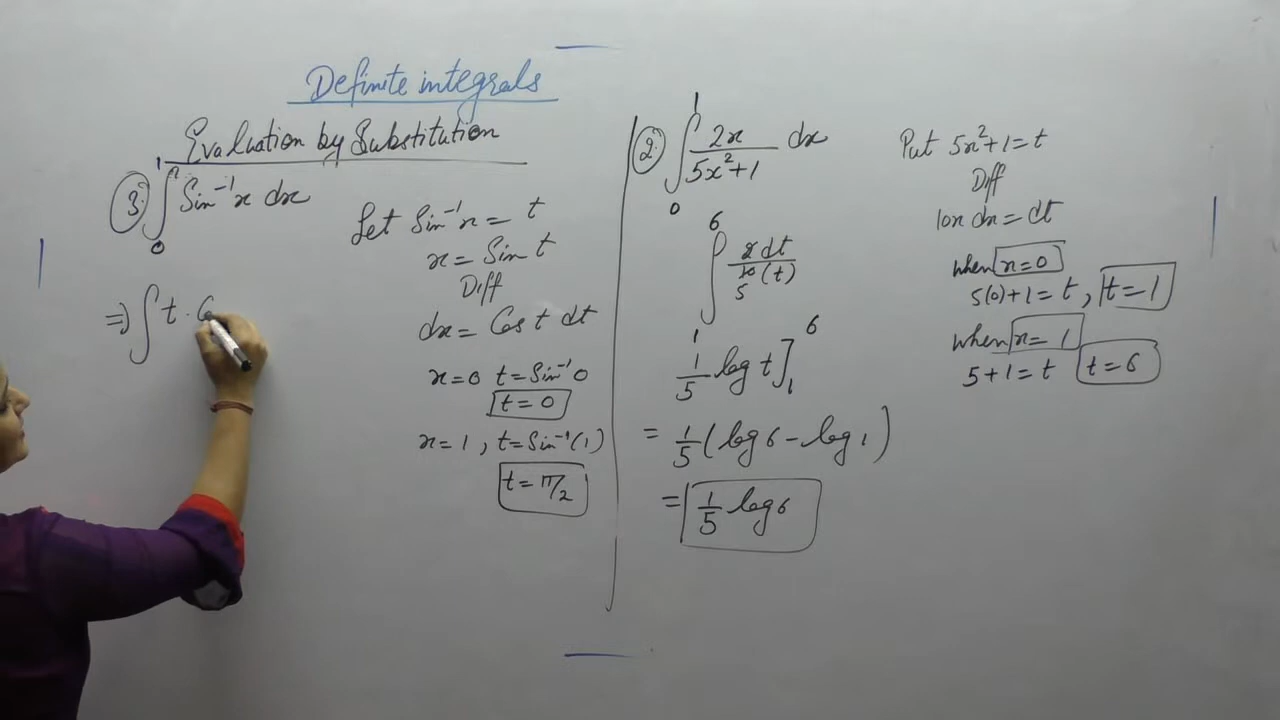 Definite integrals
Evaluation by Substitution
3. ∫₀¹ Sin⁻¹x dx
Let Sin⁻¹x = t
x = Sin t
Diff
dx = Cos t dt
x=0 t=Sin⁻¹0
t=0
x=1, t=Sin⁻¹(1)
t=π/2
⇒ ∫ t · C
2. ∫₀¹ 2x/(5x²+1) dx
Put 5x²+1=t
Diff
10x dx = dt
when x=0
5(0)+1=t, t=1
when x=1
5+1=t t=6
∫₁⁶ 2dt/10(t)
5
1/5 log t]₁⁶
= 1/5 (log 6 - log 1)
= 1/5 log 6